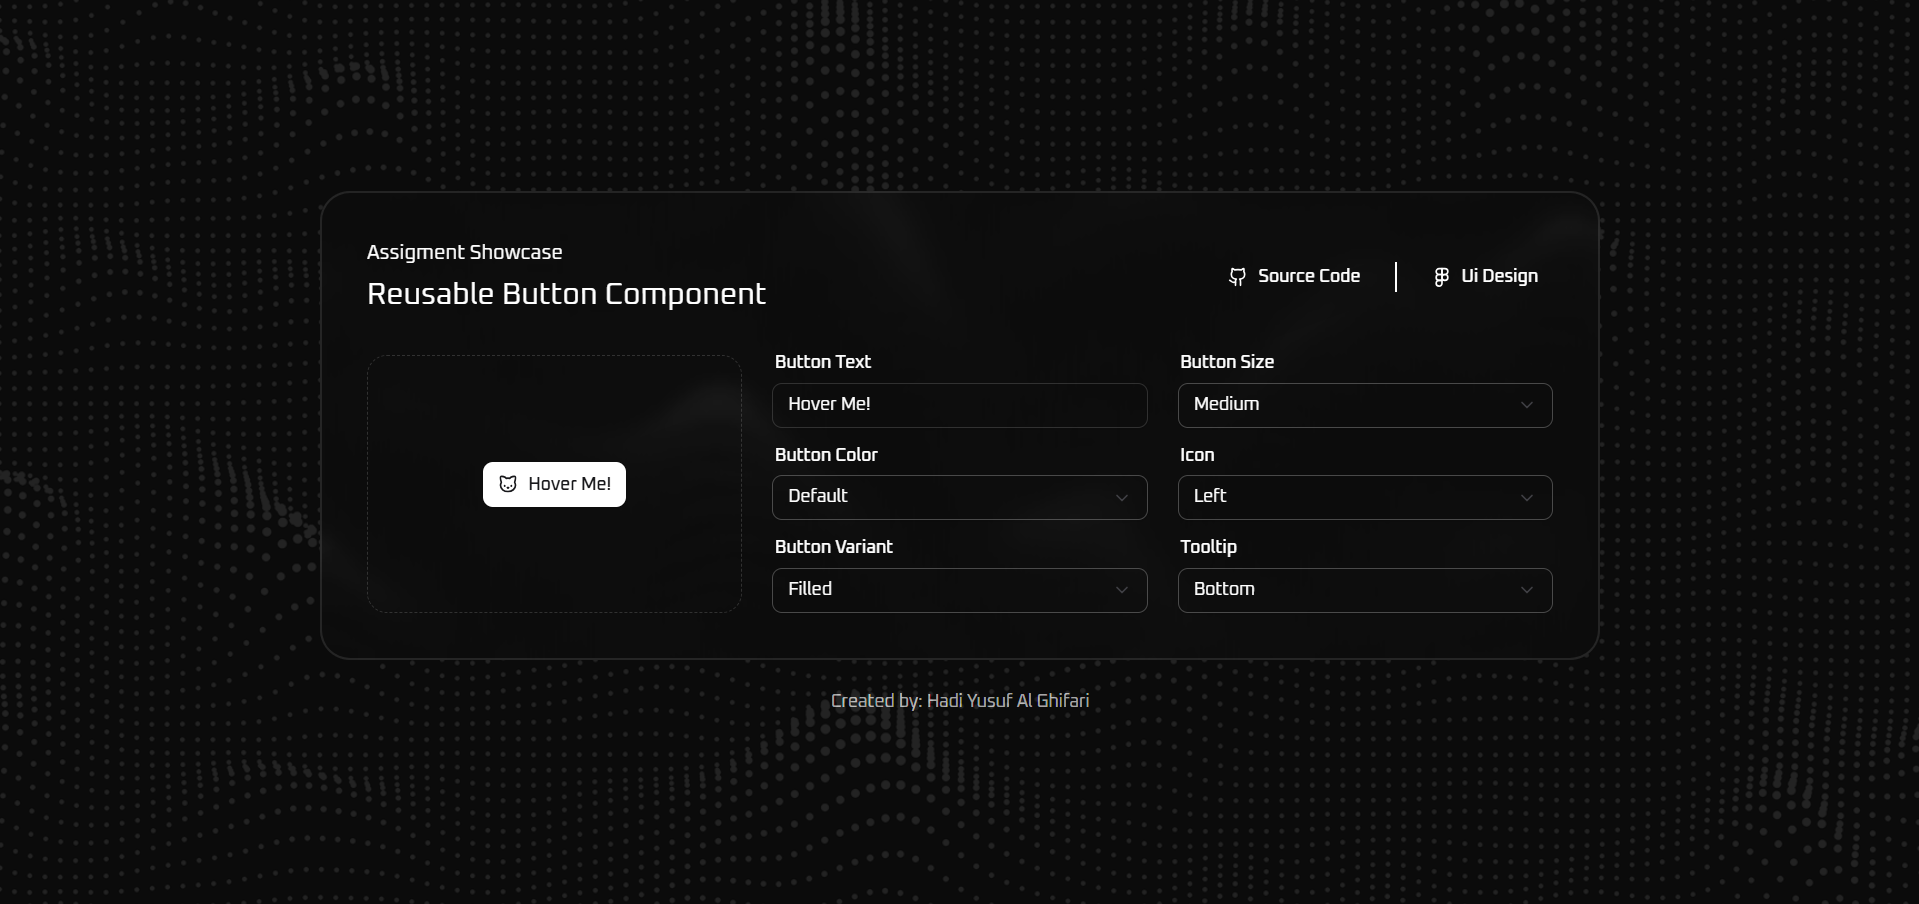 Assigment Showcase
Reusable Button Component
Source Code
Ui Design
Hover Me!
Button Text
Hover Me!
Button Size
Medium
Button Color
Default
Icon
Left
Button Variant
Filled
Tooltip
Bottom
Created by: Hadi Yusuf Al Ghifari